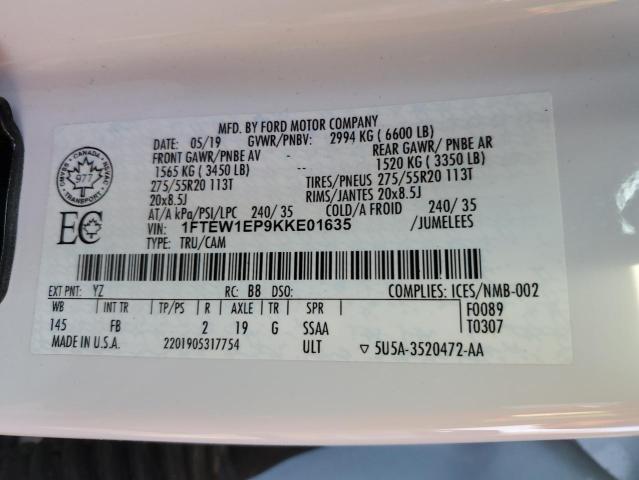 MFD. BY FORD MOTOR COMPANY
DATE: 05/19 GVWR/PNBV: 2994 KG ( 6600 LB)
FRONT GAWR/PNBE AV -- REAR GAWR/ PNBE AR
1565 KG ( 3450 LB) 1520 KG ( 3350 LB)
275/55R20 113T TIRES/PNEUS 275/55R20 113T
20x8.5J RIMS/JANTES 20x8.5J
AT/A kPa/PSI/LPC 240/ 35 COLD/A FROID 240/ 35
VIN: 1FTEW1EP9KKE01635 /JUMELEES
TYPE: TRU/CAM
CANADA
977
TRANSPORT
EC
EXT PNT: YZ RC: B8 DSO: COMPLIES: ICES/NMB-002
WB INT TR TP/PS R AXLE TR SPR F0089
145 FB 2 19 G SSAA T0307
MADE IN U.S.A. 2201905317754 ULT ▽ 5U5A-3520472-AA